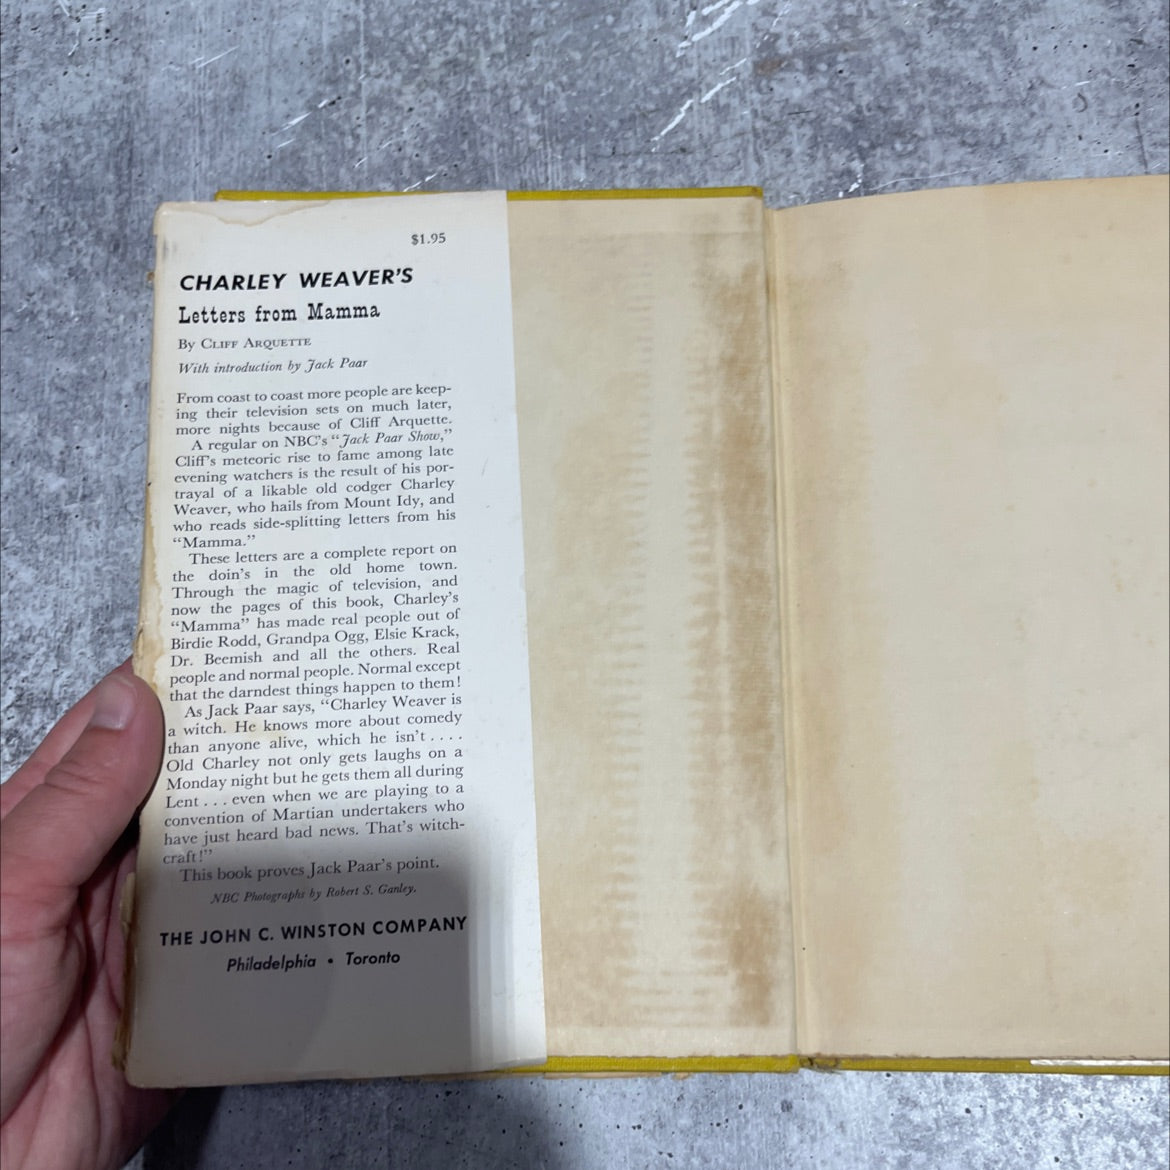 $1.95
CHARLEY WEAVER'S
Letters from Mamma
By CLIFF ARQUETTE
With introduction by Jack Paar
From coast to coast more people are keep-
ing their television sets on much later,
more nights because of Cliff Arquette.
A regular on NBC's “Jack Paar Show,”
Cliff's meteoric rise to fame among late
evening watchers is the result of his por-
trayal of a likable old codger Charley
Weaver, who hails from Mount Idy, and
who reads side-splitting letters from his
“Mamma.”
These letters are a complete report on
the doin's in the old home town.
Through the magic of television, and
now the pages of this book, Charley's
“Mamma” has made real people out of
Birdie Rodd, Grandpa Ogg, Elsie Krack,
Dr. Beemish and all the others. Real
people and normal people. Normal except
that the darndest things happen to them!
As Jack Paar says, “Charley Weaver is
a witch. He knows more about comedy
than anyone alive, which he isn't . . . .
Old Charley not only gets laughs on a
Monday night but he gets them all during
Lent . . . even when we are playing to a
convention of Martian undertakers who
have just heard bad news. That's witch-
craft!”
This book proves Jack Paar's point.
NBC Photographs by Robert S. Ganley.
THE JOHN C. WINSTON COMPANY
Philadelphia • Toronto